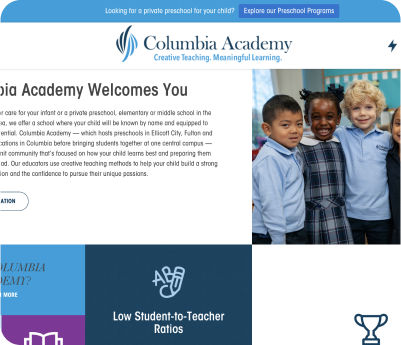 Looking for a private preschool for your child? Explore our Preschool Programs
Columbia Academy
Creative Teaching. Meaningful Learning.
bia Academy Welcomes You
or care for your infant or a private preschool, elementary or middle school in the
we offer a school where your child will be known by name and equipped to
ential. Columbia Academy — which hosts preschools in Ellicott City, Fulton and
cations in Columbia before bringing students together at one central campus —
nit community that's focused on how your child learns best and preparing them
ad. Our educators use creative teaching methods to help your child build a strong
ion and the confidence to pursue their unique passions.
ATION
OLUMBIA
DEMY?
MORE
ABC
Low Student-to-Teacher
Ratios